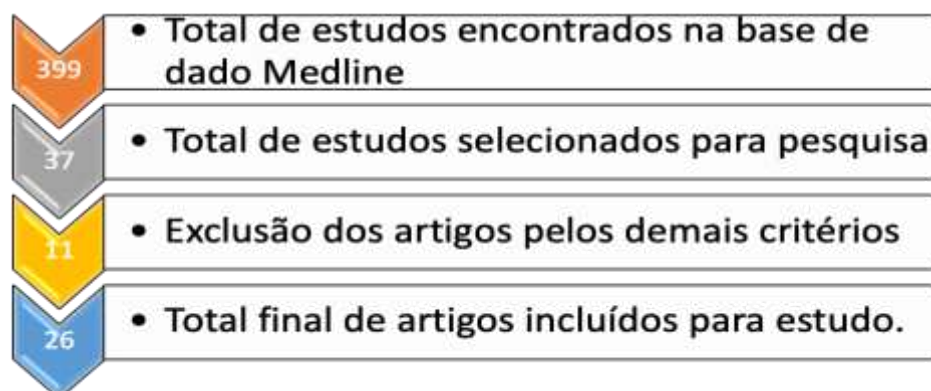 399
• Total de estudos encontrados na base de
dado Medline
37
• Total de estudos selecionados para pesquisa
11
• Exclusão dos artigos pelos demais critérios
26
• Total final de artigos incluídos para estudo.